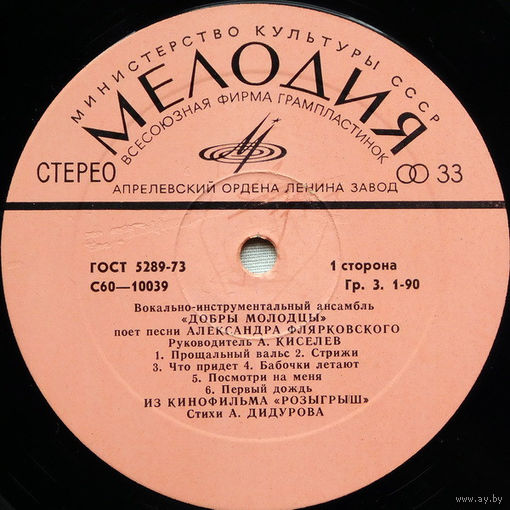 МИНИСТЕРСТВО КУЛЬТУРЫ СССР
МЕЛОДИЯ
ВСЕСОЮЗНАЯ ФИРМА ГРАМПЛАСТИНОК
СТЕРЕО
33
АПРЕЛЕВСКИЙ ОРДЕНА ЛЕНИНА ЗАВОД
ГОСТ 5289-73
1 сторона
С60—10039
Гр. 3. 1-90
Вокально-инструментальный ансамбль
«ДОБРЫ МОЛОДЦЫ»
поет песни АЛЕКСАНДРА ФЛЯРКОВСКОГО
Руководитель А. КИСЕЛЕВ
1. Прощальный вальс 2. Стрижи
3. Что придет 4. Бабочки летают
5. Посмотри на меня
6. Первый дождь
ИЗ КИНОФИЛЬМА «РОЗЫГРЫШ»
Стихи А. ДИДУРОВА
www.ay.by